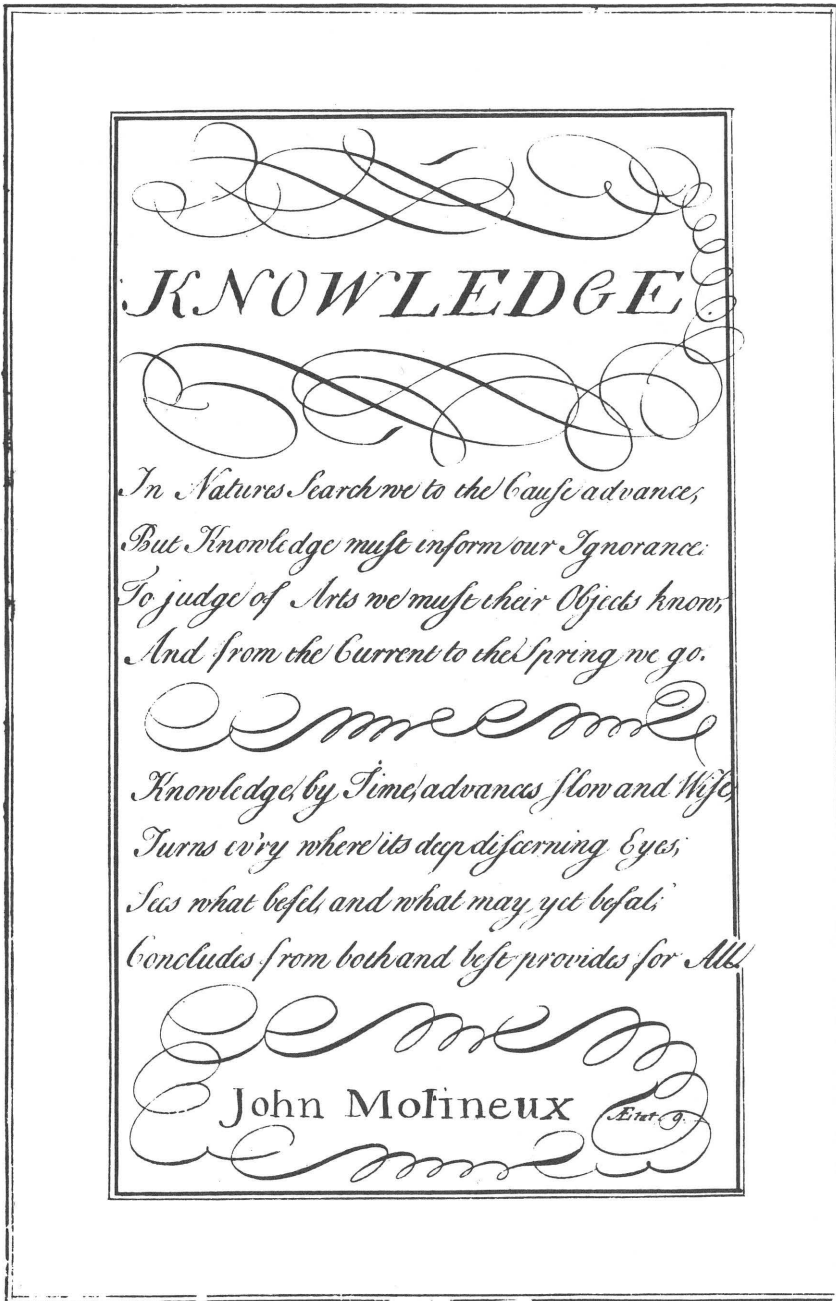 KNOWLEDGE
In Natures Search we to the Cauſe advance;
But Knowledge muſt inform our Ignorance:
To judge of Arts we muſt their Objects know,
And from the Current to the Spring we go.
Knowledge, by Time, advances ſlow and Wiſe,
Turns ev'ry where its deep diſcerning Eyes;
Sees what befel, and what may yet befal;
Concludes from both and beſt provides for All.
John Molineux Ætat. 9.